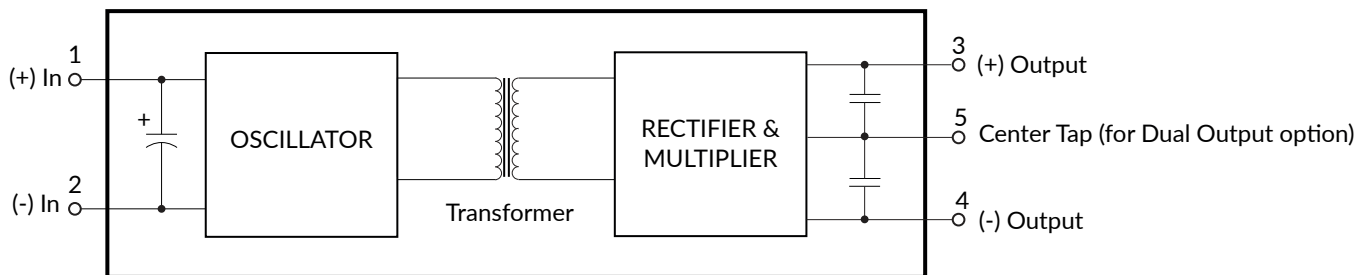 1
(+) In
+
2
(-) In
OSCILLATOR
Transformer
RECTIFIER &
MULTIPLIER
3
(+) Output
5
Center Tap (for Dual Output option)
4
(-) Output